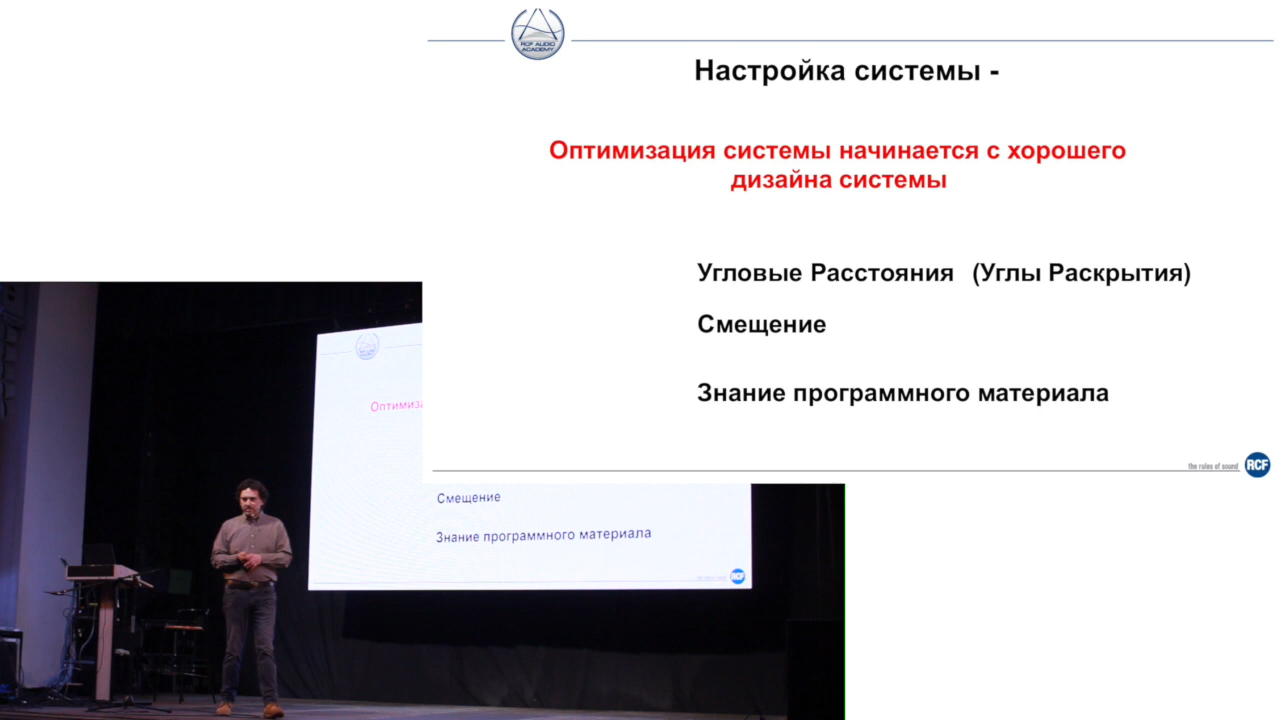 RCF AUDIO
ACADEMY
Настройка системы -
Оптимизация системы начинается с хорошего
дизайна системы
Угловые Расстояния (Углы Раскрытия)
Смещение
Знание программного материала
the rules of sound RCF
Оптимиза
Смещение
Знание программного материала
RCF